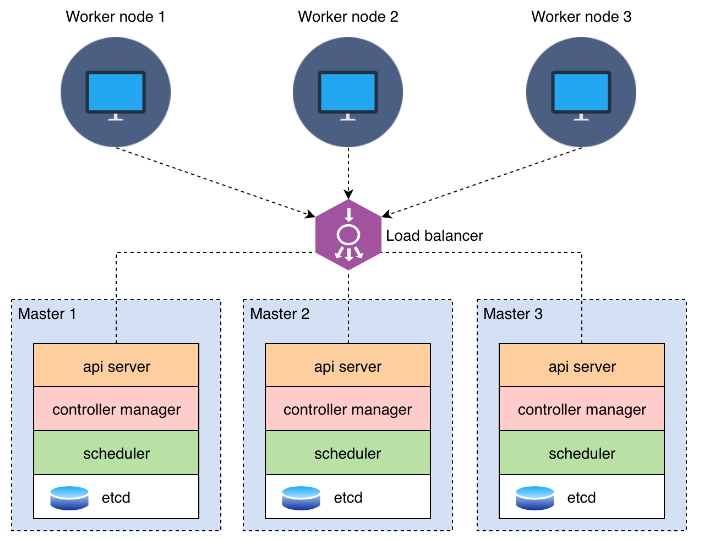 Worker node 1
Worker node 2
Worker node 3
Load balancer
Master 1
Master 2
Master 3
api server
api server
api server
controller manager
controller manager
controller manager
scheduler
scheduler
scheduler
etcd
etcd
etcd